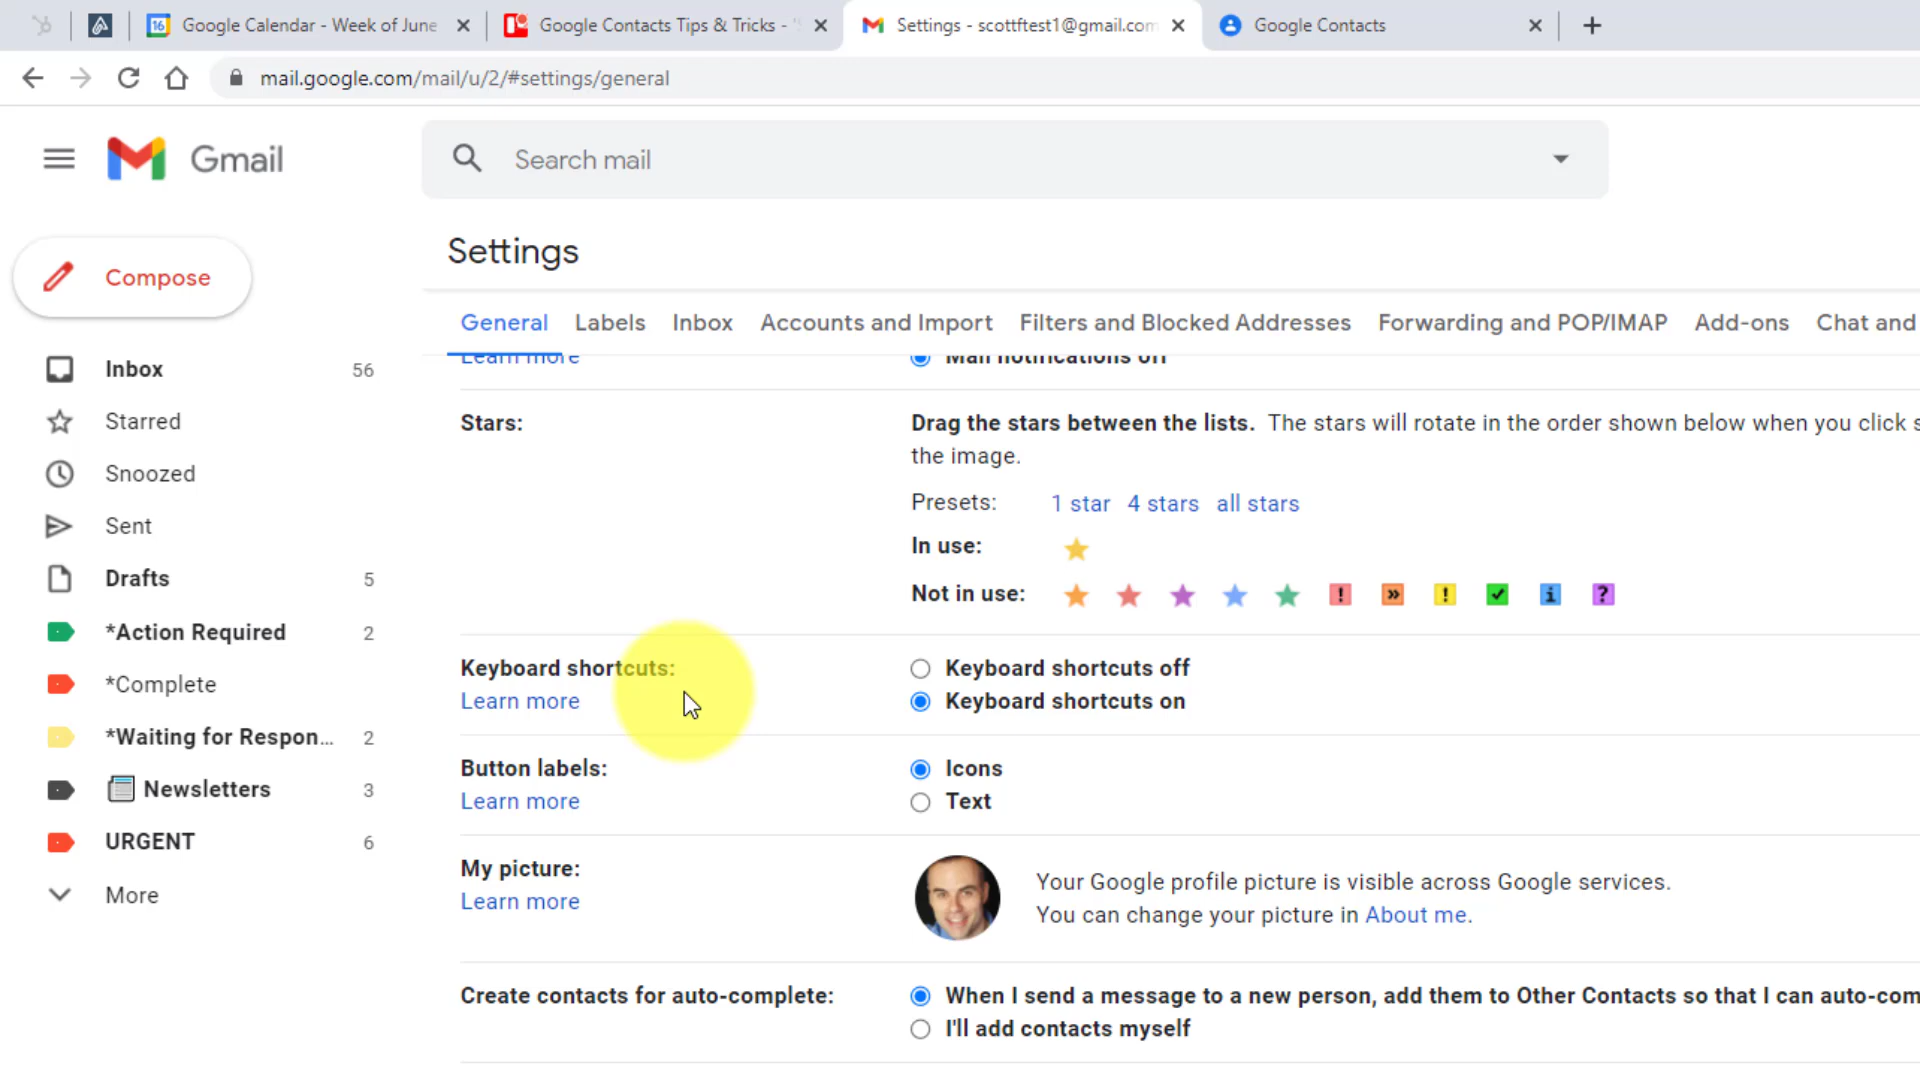 Google Calendar - Week of June
Google Contacts Tips & Tricks -
Settings - scottftest1@gmail.com
Google Contacts
mail.google.com/mail/u/2/#settings/general
Gmail
Search mail
Compose
Settings
General Labels Inbox Accounts and Import Filters and Blocked Addresses Forwarding and POP/IMAP Add-ons Chat and
Learn more
Mail notifications off
Inbox 56
Starred
Snoozed
Sent
Drafts 5
*Action Required 2
*Complete
*Waiting for Respon... 2
Newsletters 3
URGENT 6
More
Stars:
Drag the stars between the lists. The stars will rotate in the order shown below when you click s
the image.
Presets: 1 star 4 stars all stars
In use:
Not in use:
Keyboard shortcuts:
Learn more
Keyboard shortcuts off
Keyboard shortcuts on
Button labels:
Learn more
Icons
Text
My picture:
Learn more
Your Google profile picture is visible across Google services.
You can change your picture in About me.
Create contacts for auto-complete:
When I send a message to a new person, add them to Other Contacts so that I can auto-com
I'll add contacts myself